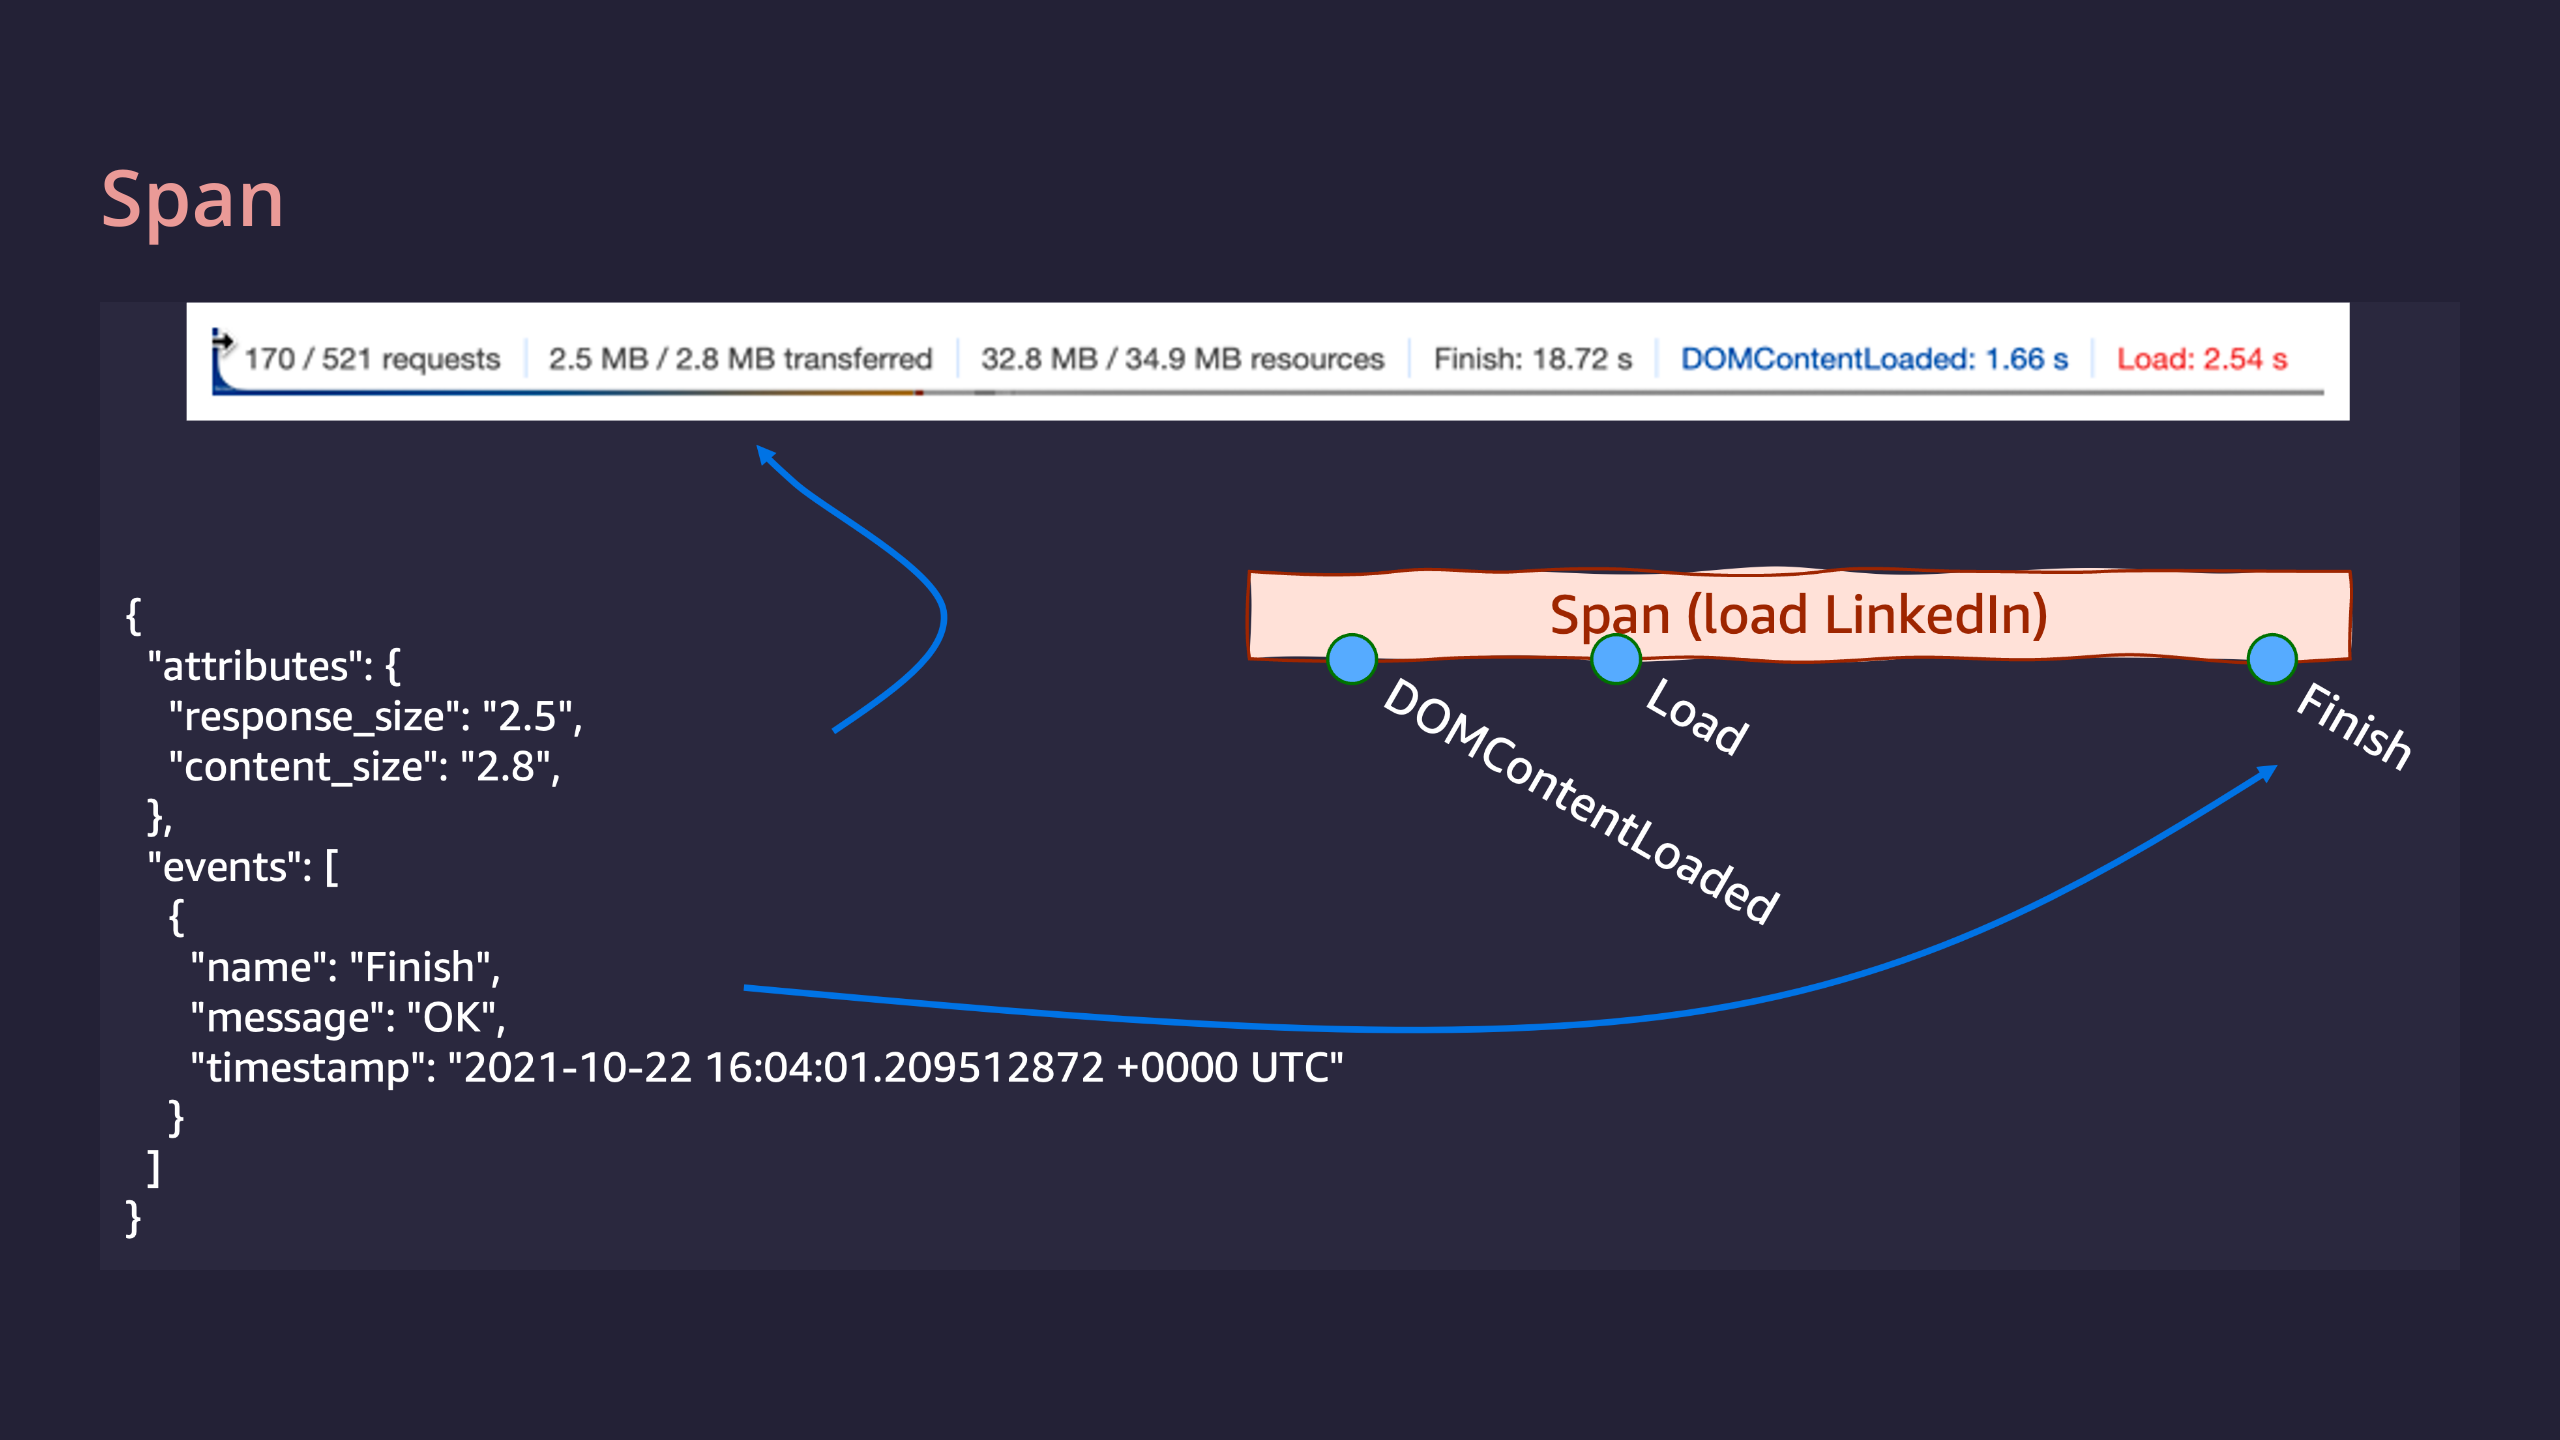 Span
170 / 521 requests 2.5 MB / 2.8 MB transferred 32.8 MB / 34.9 MB resources Finish: 18.72 s DOMContentLoaded: 1.66 s Load: 2.54 s
{
"attributes": {
"response_size": "2.5",
"content_size": "2.8",
},
"events": [
{
"name": "Finish",
"message": "OK",
"timestamp": "2021-10-22 16:04:01.209512872 +0000 UTC"
}
]
}
Span (load LinkedIn)
DOMContentLoaded
Load
Finish